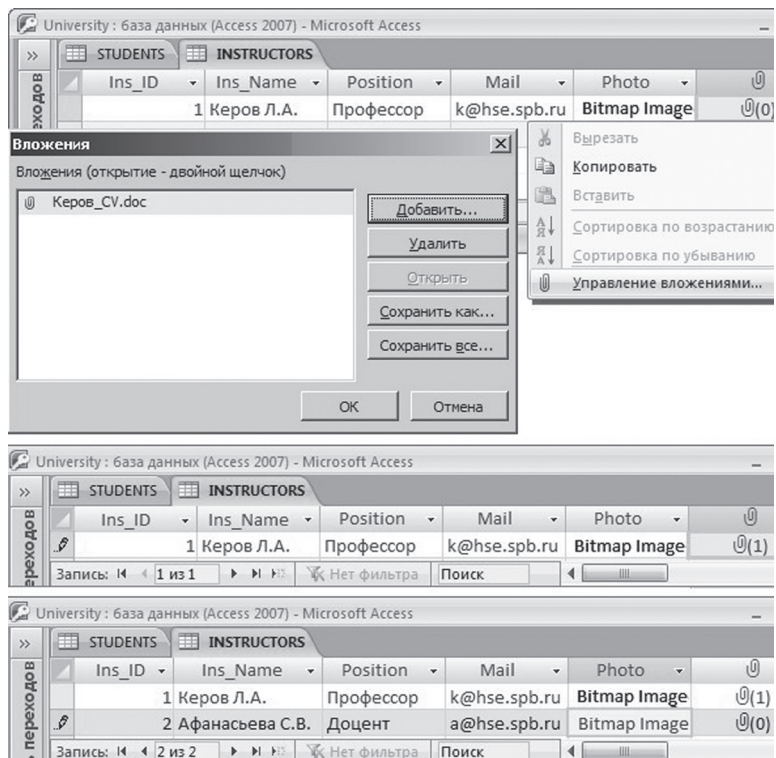 University : база данных (Access 2007) - Microsoft Access
» STUDENTS INSTRUCTORS
Ins_ID Ins_Name Position Mail Photo
1 Керов Л.А. Профессор k@hse.spb.ru Bitmap Image (0)
еходов
Вложения
Вложения (открытие - двойной щелчок)
Керов_CV.doc
Добавить...
Удалить
Открыть
Сохранить как...
Сохранить все...
ОК Отмена
Вырезать
Копировать
Вставить
Сортировка по возрастанию
Сортировка по убыванию
Управление вложениями...
University : база данных (Access 2007) - Microsoft Access
» STUDENTS INSTRUCTORS
Ins_ID Ins_Name Position Mail Photo
1 Керов Л.А. Профессор k@hse.spb.ru Bitmap Image (1)
ереходов
Запись: 1 из 1 Нет фильтра Поиск
University : база данных (Access 2007) - Microsoft Access
» STUDENTS INSTRUCTORS
Ins_ID Ins_Name Position Mail Photo
1 Керов Л.А. Профессор k@hse.spb.ru Bitmap Image (1)
2 Афанасьева С.В. Доцент a@hse.spb.ru Bitmap Image (0)
ь переходов
Запись: 2 из 2 Нет фильтра Поиск